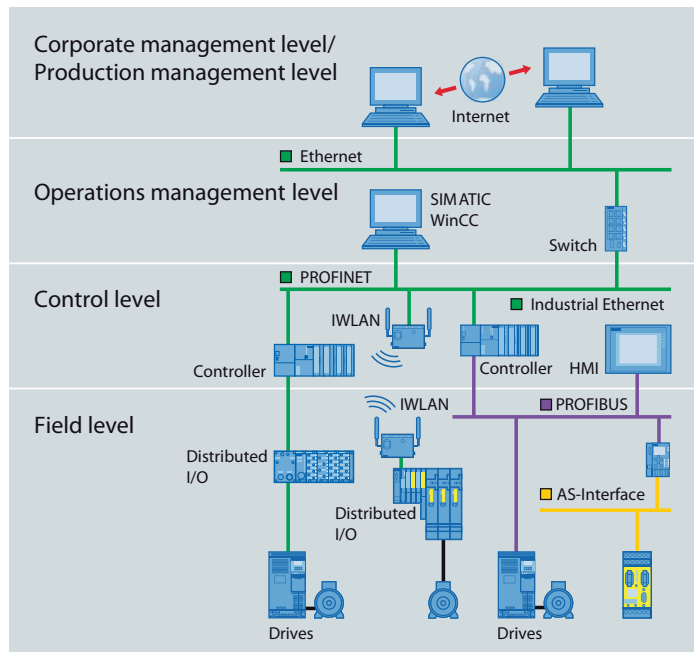 Corporate management level/
Production management level
Internet
Ethernet
Operations management level
SIMATIC
WinCC
Switch
PROFINET
Control level
Industrial Ethernet
IWLAN
Controller
Controller
HMI
IWLAN
PROFIBUS
Field level
Distributed
I/O
AS-Interface
Distributed
I/O
Drives
Drives